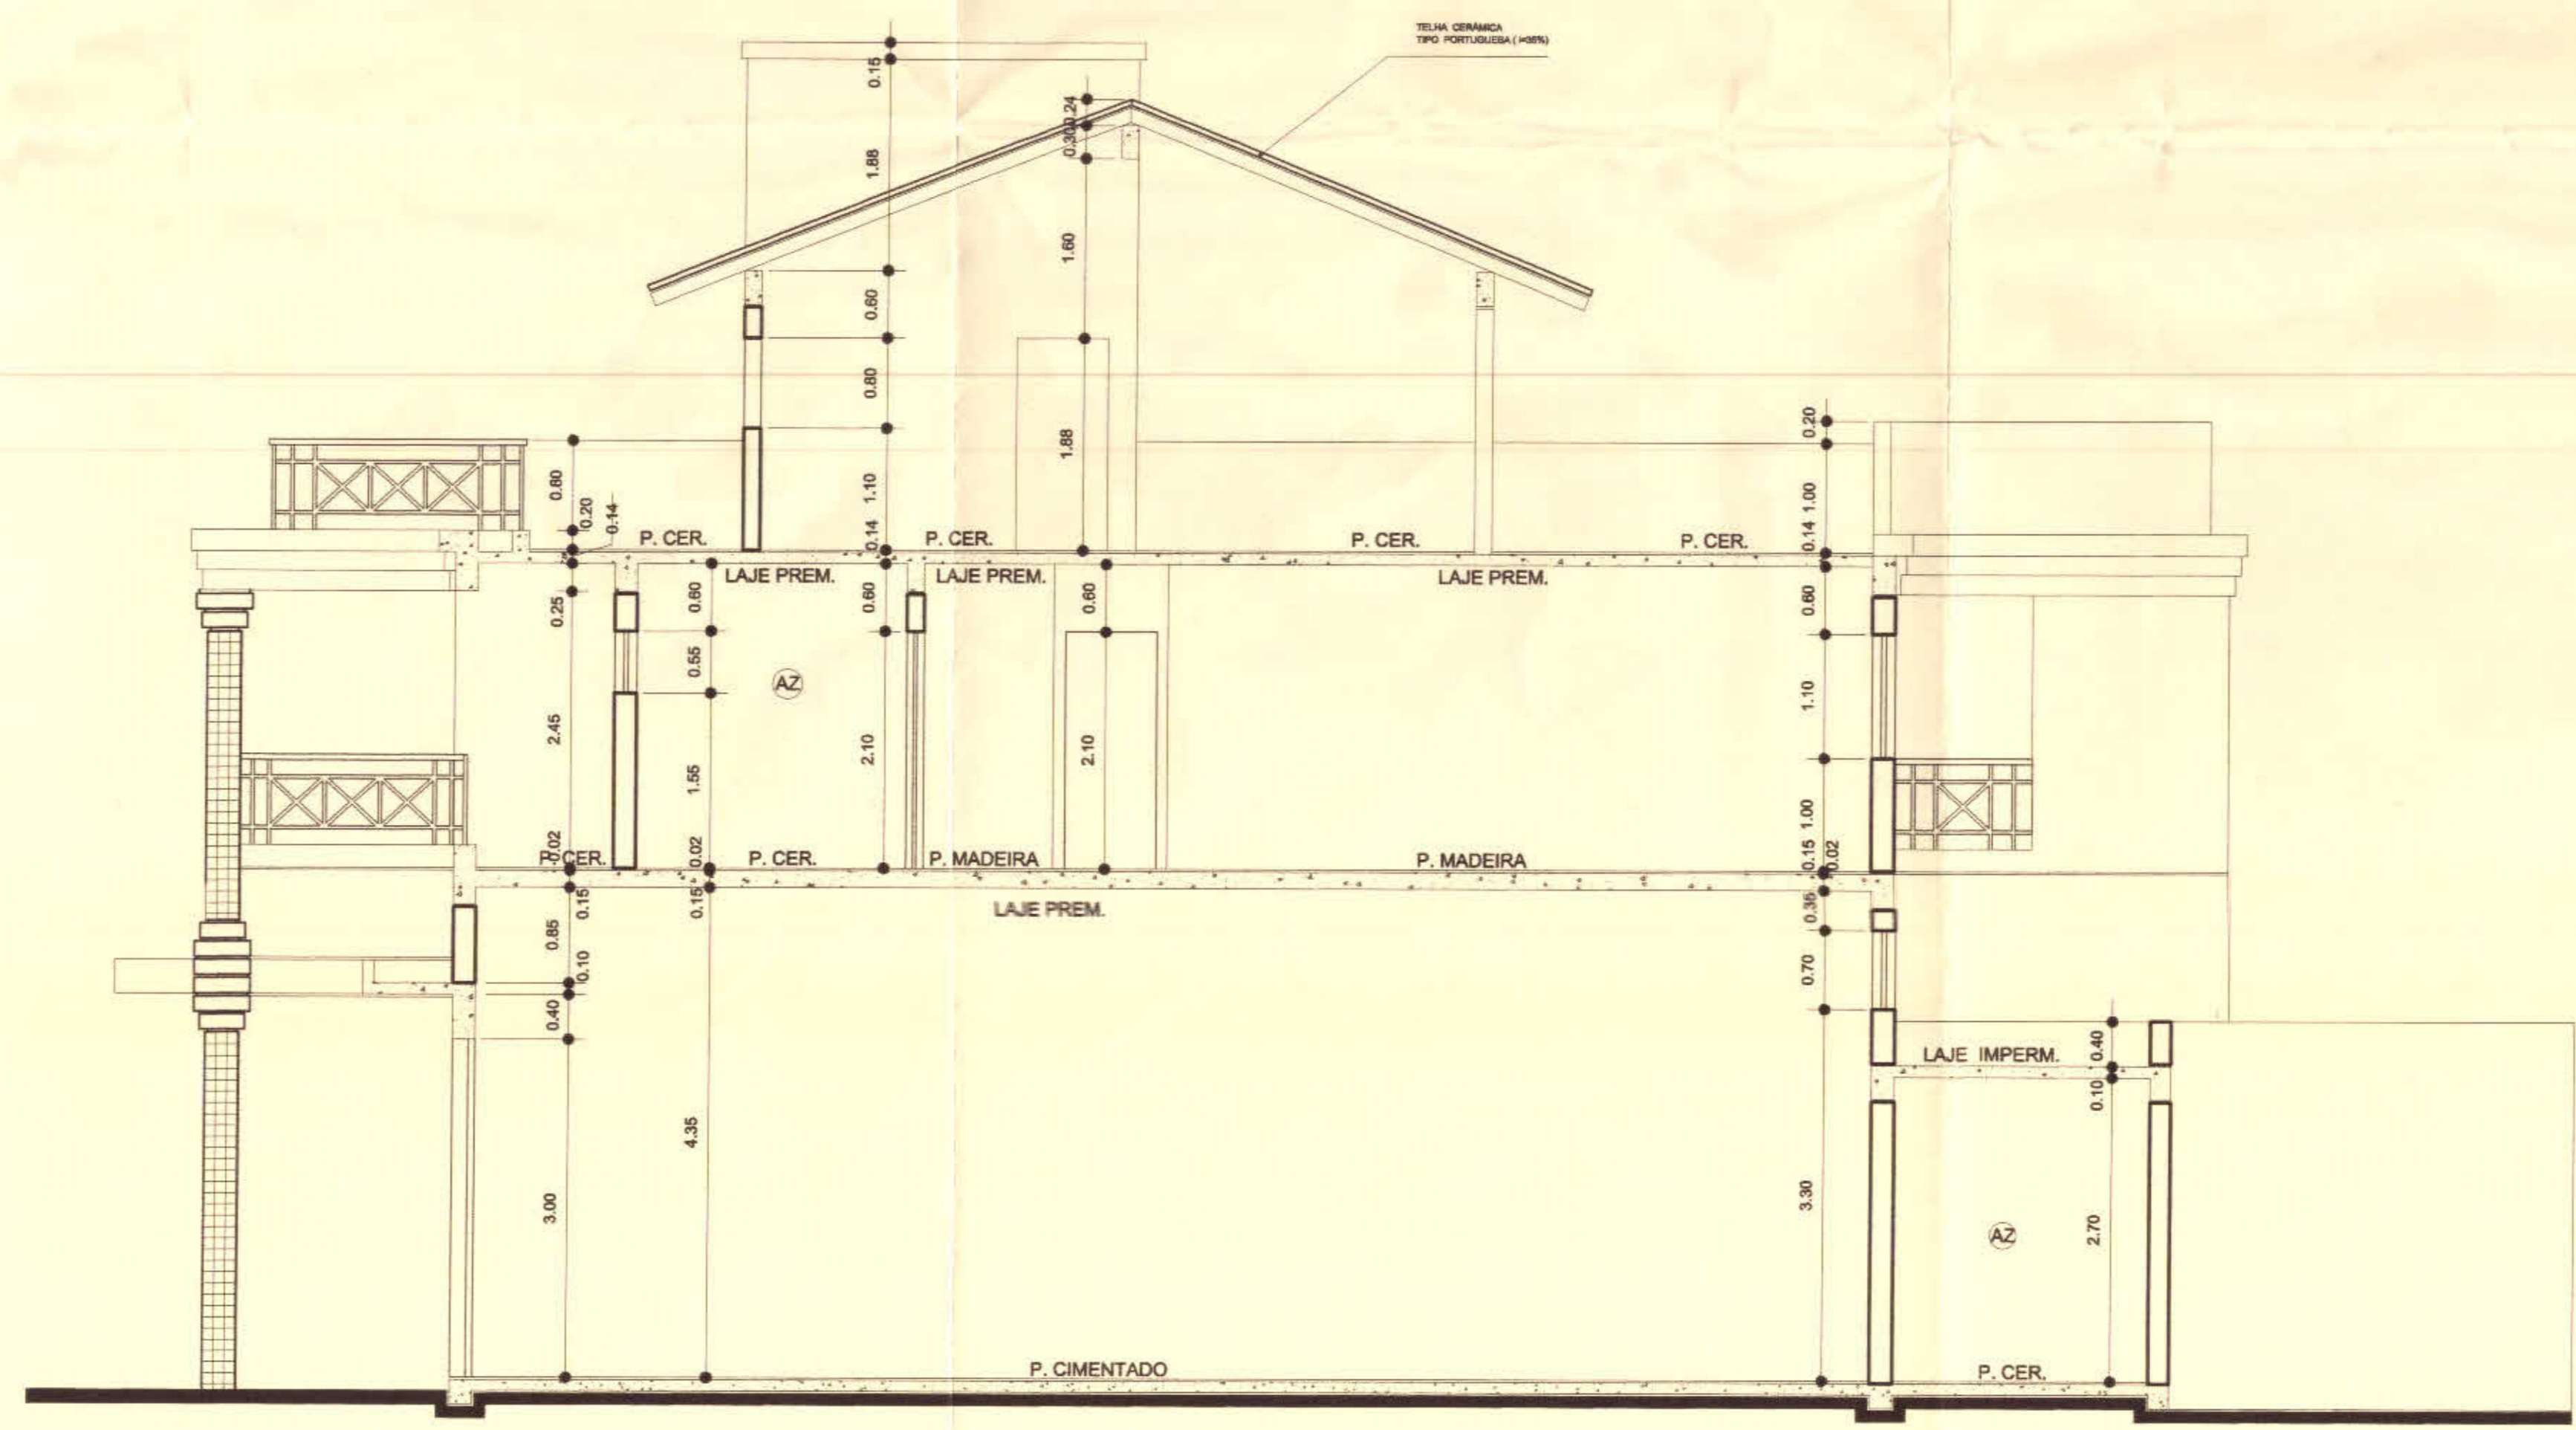 TELHA CERÂMICA
TIPO PORTUGUESA ( i=35%)
0.15
1.88
0.24
0.30
1.60
0.60
0.80
1.88
1.10
0.14
0.80
0.20
0.14
0.20
1.00
0.14
P. CER.
P. CER.
P. CER.
P. CER.
LAJE PREM.
LAJE PREM.
LAJE PREM.
0.25
0.60
0.60
0.60
0.60
0.55
AZ
2.45
1.55
2.10
2.10
1.10
1.00
0.02
0.02
0.15
0.02
P. CER.
P. CER.
P. MADEIRA
P. MADEIRA
0.15
0.15
LAJE PREM.
0.35
0.85
0.10
0.70
0.40
LAJE IMPERM.
0.40
0.10
4.35
3.00
3.30
2.70
AZ
P. CIMENTADO
P. CER.